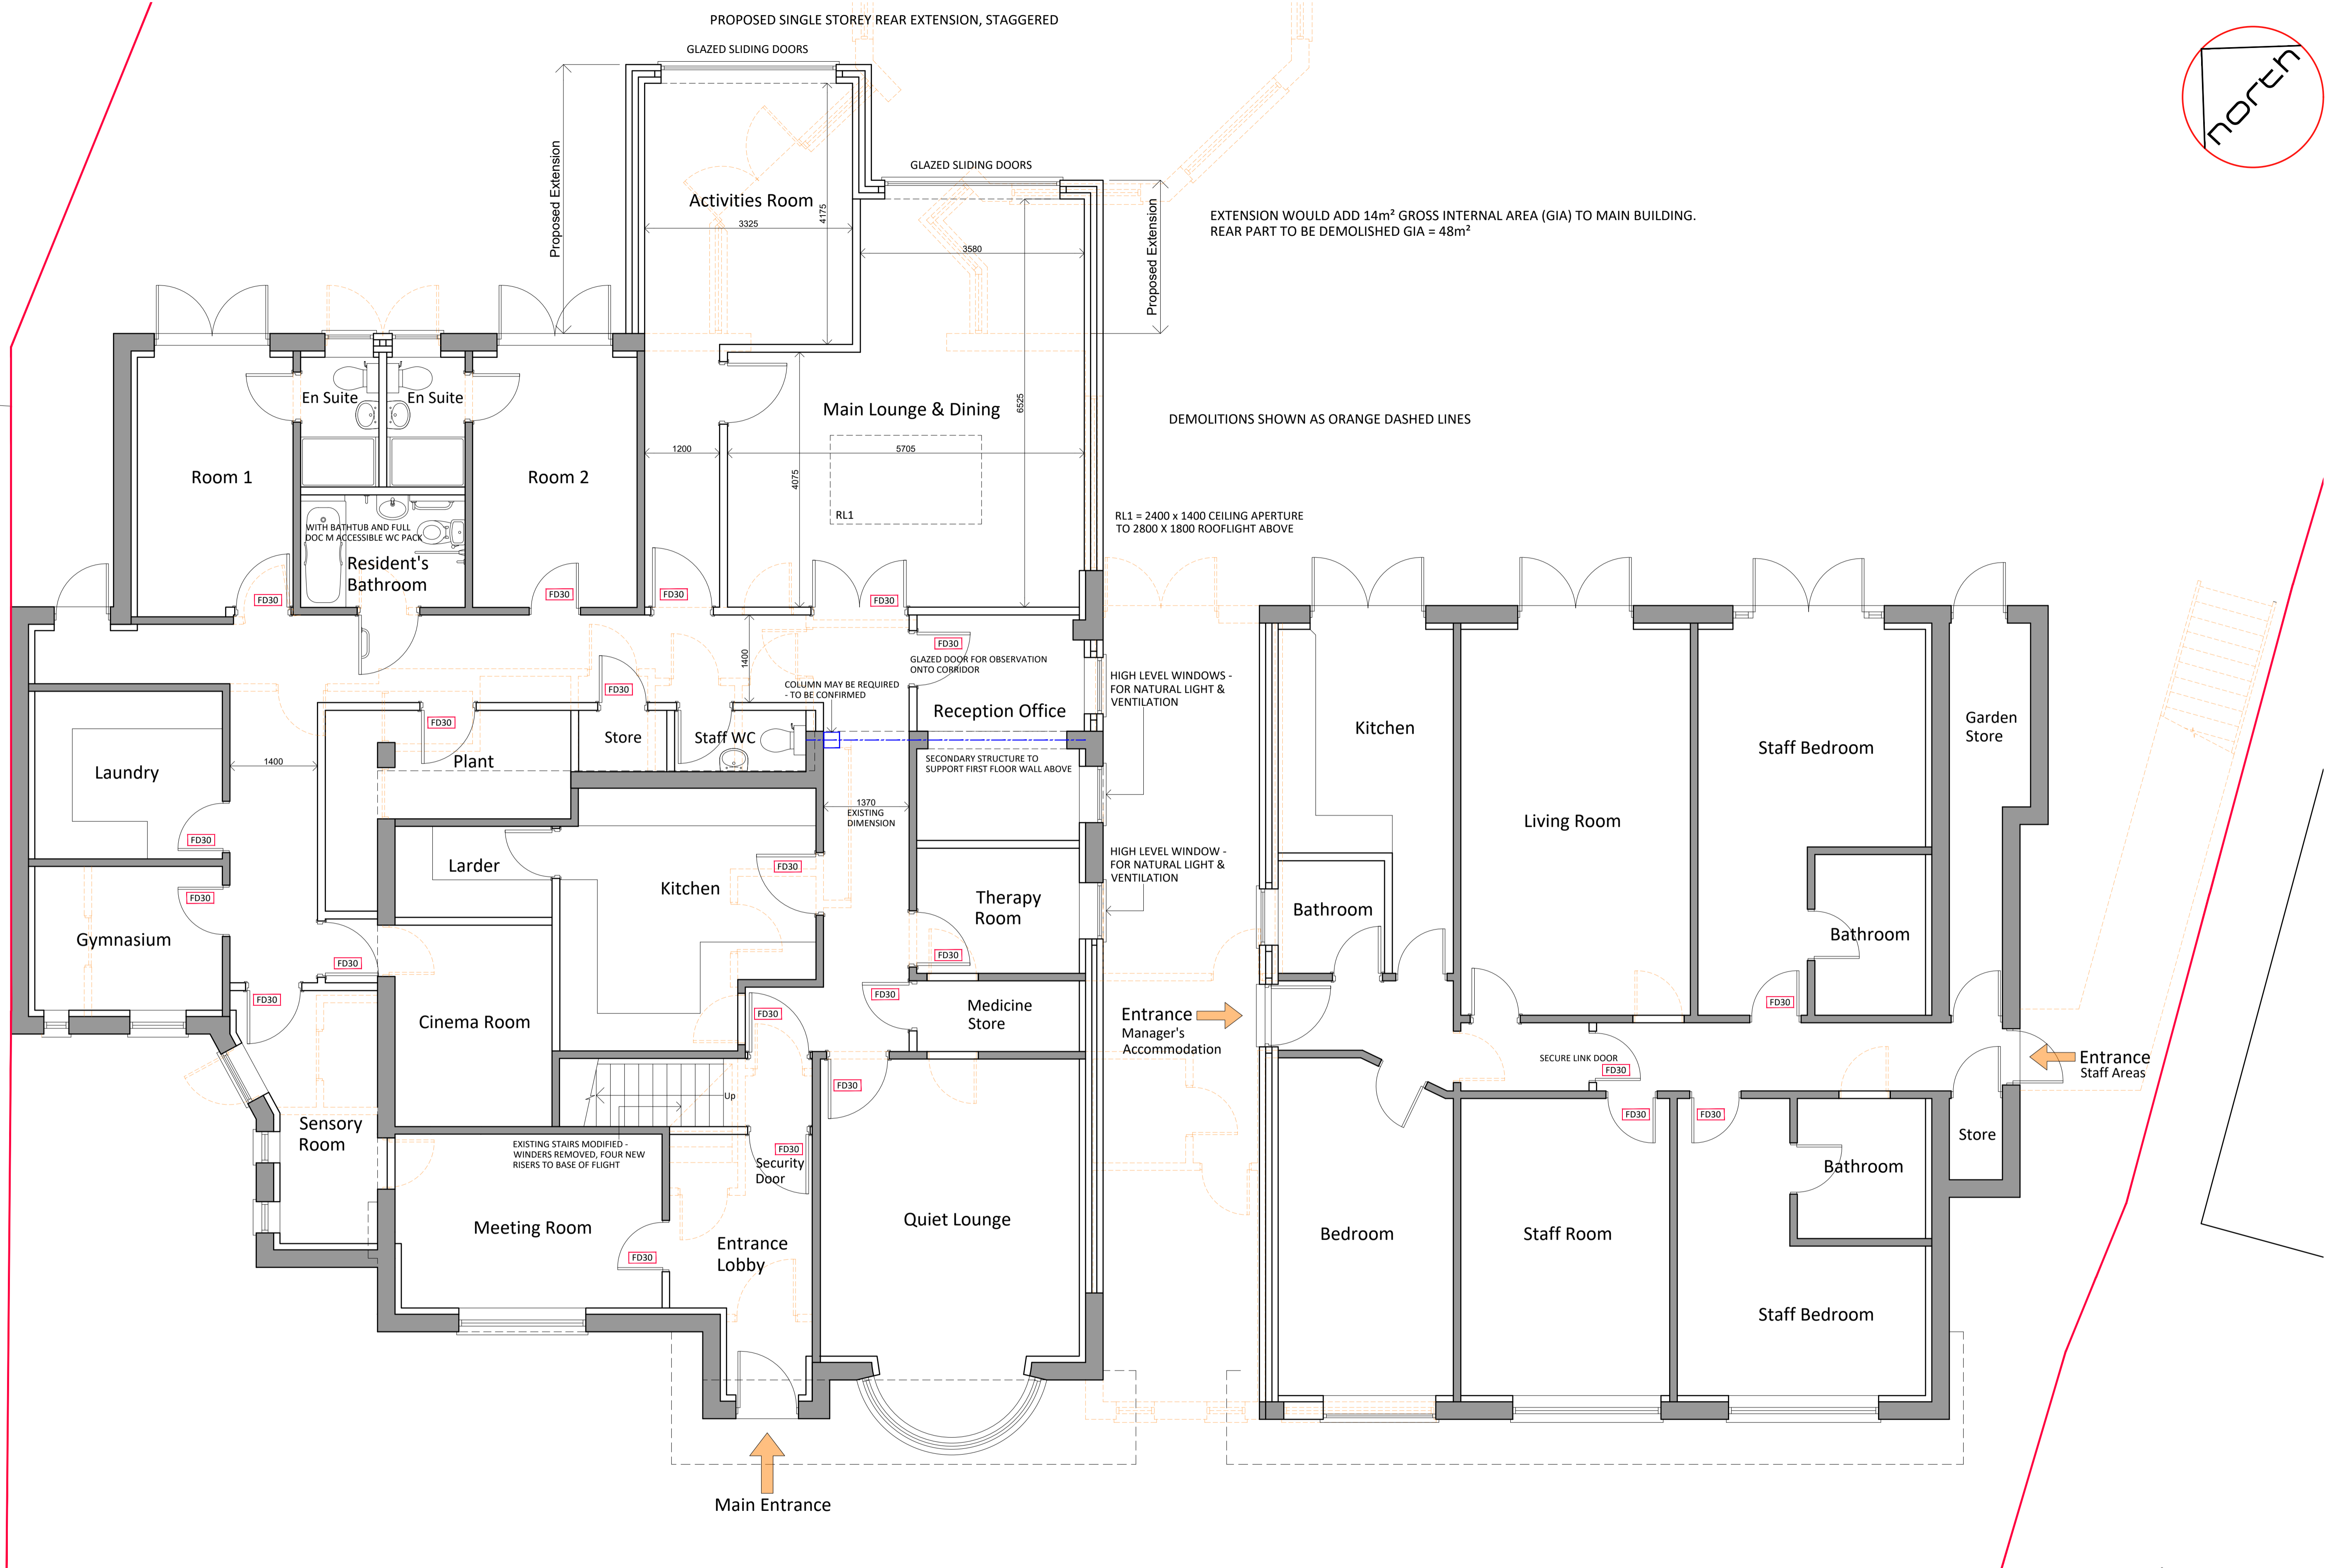 PROPOSED SINGLE STOREY REAR EXTENSION, STAGGERED
GLAZED SLIDING DOORS
north
Proposed Extension
Activities Room
3325
4175
GLAZED SLIDING DOORS
3580
Proposed Extension
EXTENSION WOULD ADD 14m² GROSS INTERNAL AREA (GIA) TO MAIN BUILDING.
REAR PART TO BE DEMOLISHED GIA = 48m²
En Suite
En Suite
Main Lounge & Dining
6525
DEMOLITIONS SHOWN AS ORANGE DASHED LINES
1200
5705
4075
Room 1
Room 2
RL1
RL1 = 2400 x 1400 CEILING APERTURE
TO 2800 X 1800 ROOFLIGHT ABOVE
WITH BATHTUB AND FULL
DOC M ACCESSIBLE WC PACK
Resident's
Bathroom
FD30
FD30
FD30
FD30
FD30
GLAZED DOOR FOR OBSERVATION
ONTO CORRIDOR
1400
COLUMN MAY BE REQUIRED
- TO BE CONFIRMED
FD30
FD30
Reception Office
HIGH LEVEL WINDOWS -
FOR NATURAL LIGHT &
VENTILATION
Store
Staff WC
Plant
Laundry
1400
SECONDARY STRUCTURE TO
SUPPORT FIRST FLOOR WALL ABOVE
1370
EXISTING
DIMENSION
Kitchen
Living Room
Staff Bedroom
Garden
Store
FD30
FD30
Larder
Kitchen
FD30
HIGH LEVEL WINDOW -
FOR NATURAL LIGHT &
VENTILATION
Therapy
Room
Bathroom
Bathroom
Gymnasium
FD30
FD30
FD30
FD30
FD30
FD30
Cinema Room
Medicine
Store
Entrance
Manager's
Accommodation
SECURE LINK DOOR
FD30
Entrance
Staff Areas
FD30
Up
FD30
FD30
Sensory
Room
EXISTING STAIRS MODIFIED -
WINDERS REMOVED, FOUR NEW
RISERS TO BASE OF FLIGHT
FD30
Security
Door
Store
Bathroom
Meeting Room
FD30
Entrance
Lobby
Quiet Lounge
Bedroom
Staff Room
Staff Bedroom
Main Entrance